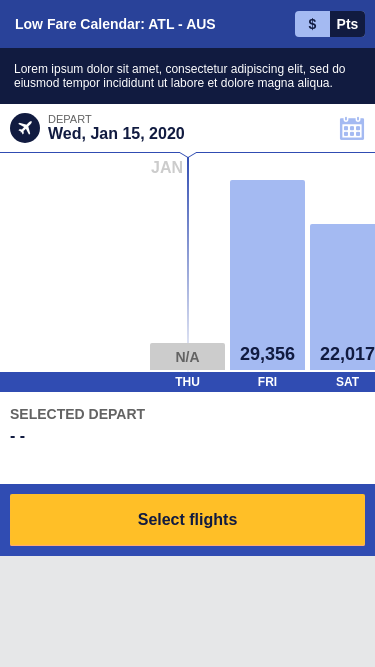 Low Fare Calendar: ATL - AUS
$ Pts
Lorem ipsum dolor sit amet, consectetur adipiscing elit, sed do
eiusmod tempor incididunt ut labore et dolore magna aliqua.
DEPART
Wed, Jan 15, 2020
JAN
N/A 29,356 22,017
THU FRI SAT
SELECTED DEPART
- -
Select flights